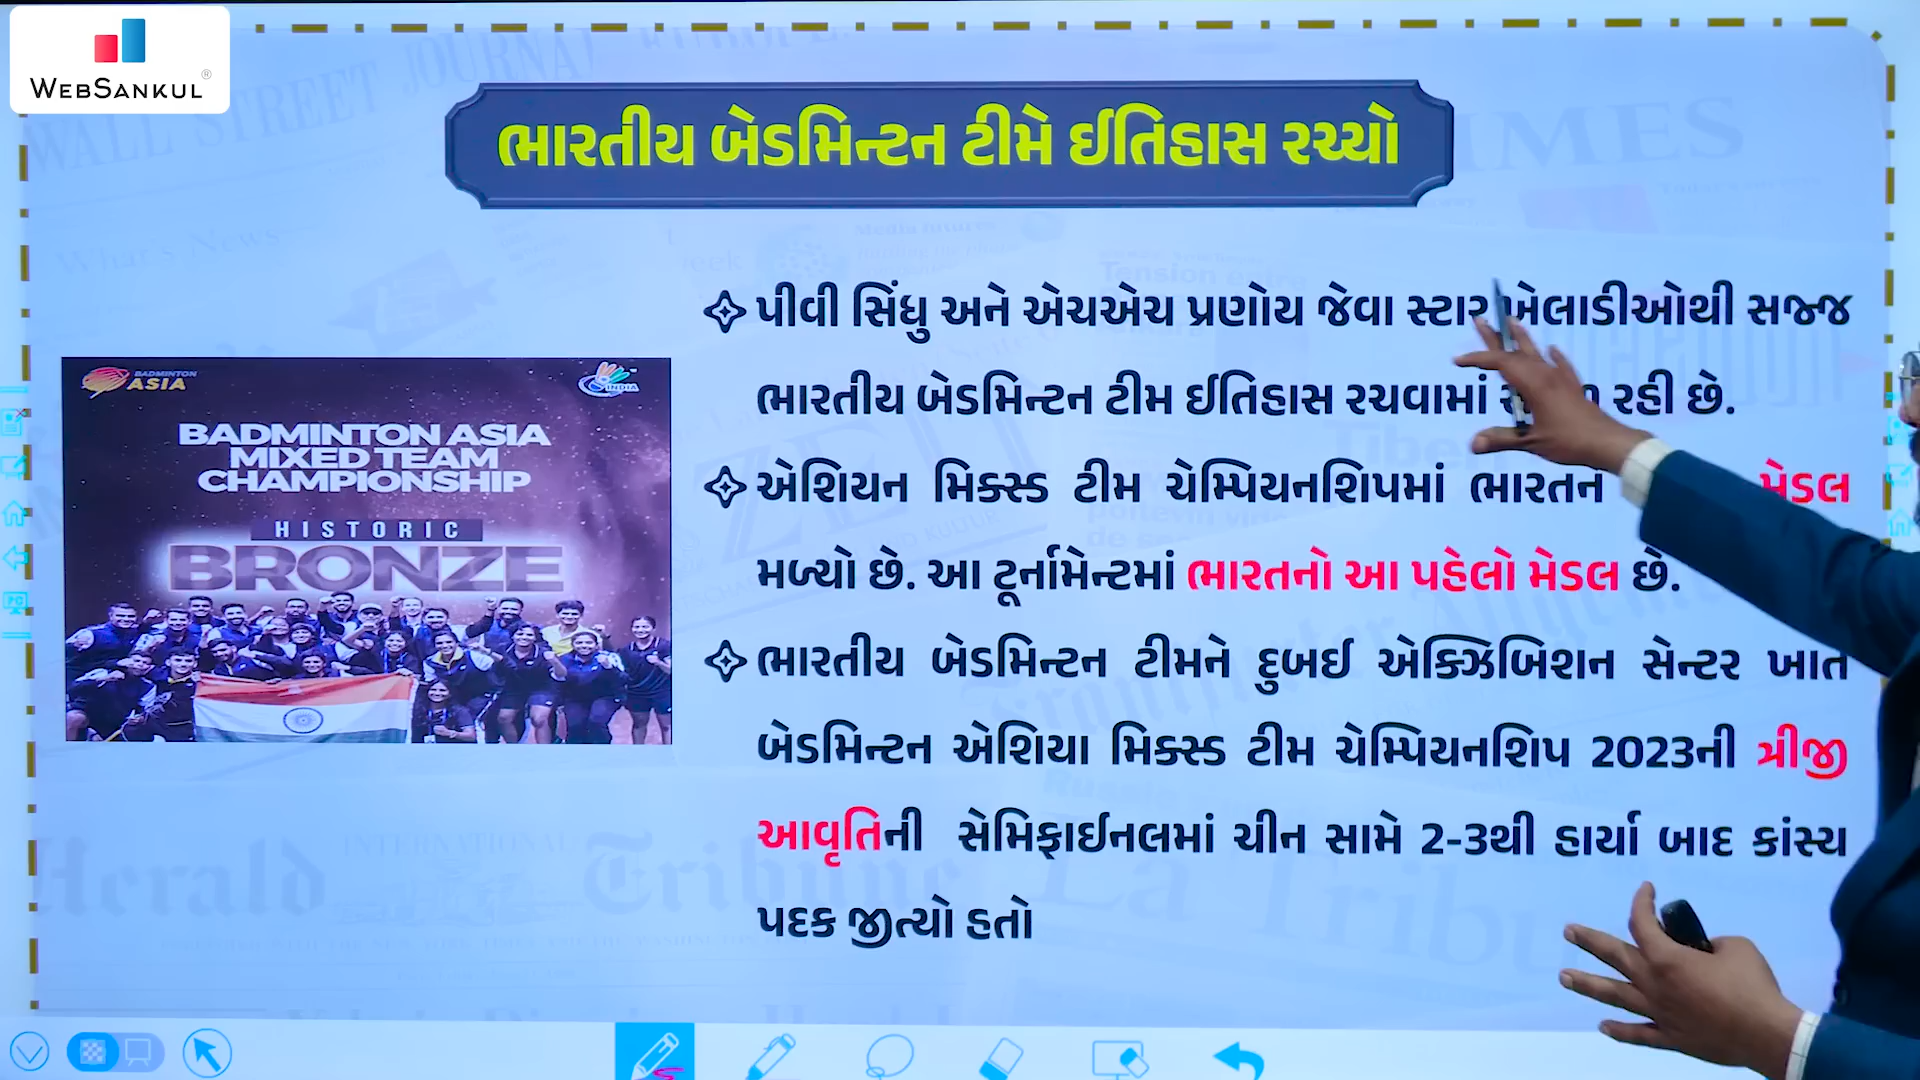 WEBSANKUL®
ભારતીય બેડમિન્ટન ટીમે ઈતિહાસ રચ્યો
પીવી સિંધુ અને એચએચ પ્રણોય જેવા સ્ટાર ખેલાડીઓથી સજ્જ
ભારતીય બેડમિન્ટન ટીમ ઈતિહાસ રચવામાં રહી છે.
એશિયન મિક્સ્ડ ટીમ ચેમ્પિયનશિપમાં મેડલ
મળ્યો છે. આ ટૂર્નામેન્ટમાં ભારતનો આ પહેલો મેડલ છે.
ભારતીય બેડમિન્ટન ટીમને દુબઈ એક્ઝિબિશન સેન્ટર
બેડમિન્ટન એશિયા મિક્સ્ડ ટીમ ચેમ્પિયનશિપ 2023ની ત્રીજી
આવૃતિની સેમિફાઈનલમાં ચીન સામે 2-3થી હાર્યા બાદ કાંસ્ય
પદક જીત્યો હતો
BADMINTON
ASIA
INDIA
BADMINTON ASIA
MIXED TEAM
CHAMPIONSHIP
HISTORIC
BRONZE